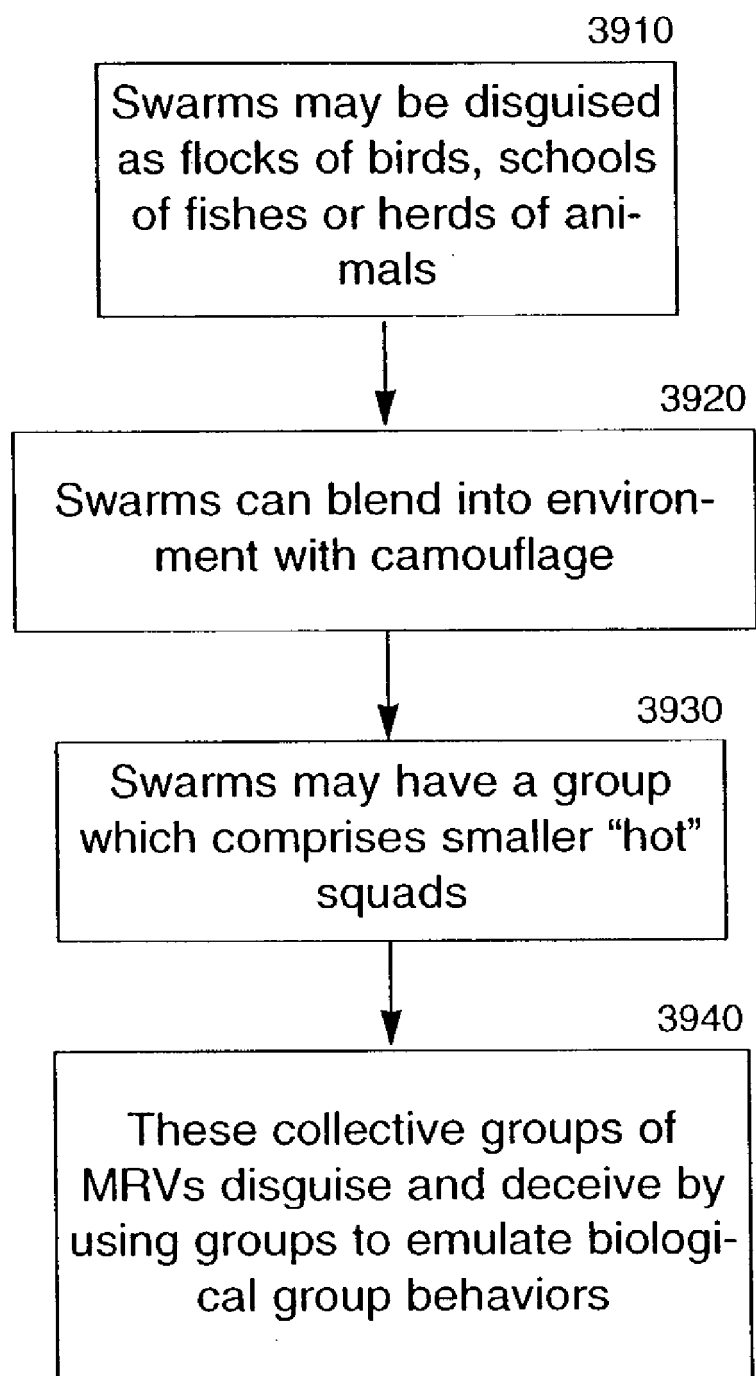 3910
Swarms may be disguised
as flocks of birds, schools
of fishes or herds of ani-
mals
3920
Swarms can blend into environ-
ment with camouflage
3930
Swarms may have a group
which comprises smaller “hot”
squads
3940
These collective groups of
MRVs disguise and deceive by
using groups to emulate biologi-
cal group behaviors